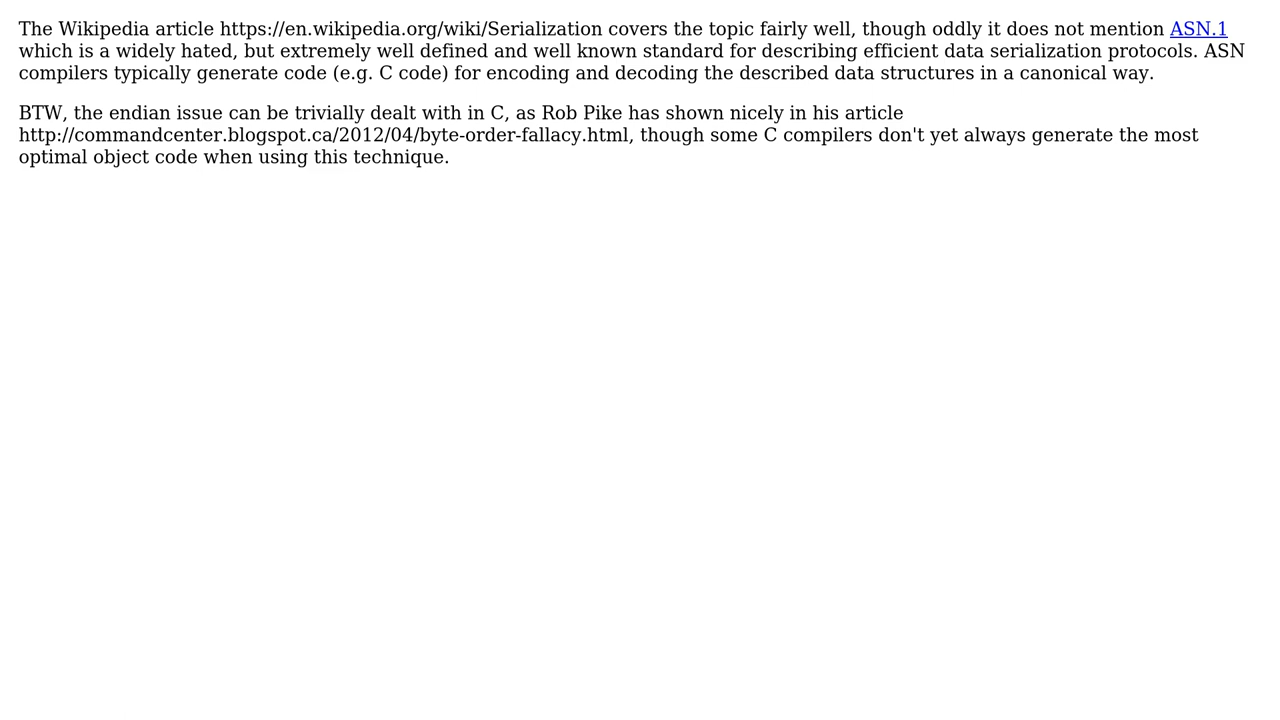 The Wikipedia article https://en.wikipedia.org/wiki/Serialization covers the topic fairly well, though oddly it does not mention ASN.1
which is a widely hated, but extremely well defined and well known standard for describing efficient data serialization protocols. ASN
compilers typically generate code (e.g. C code) for encoding and decoding the described data structures in a canonical way.
BTW, the endian issue can be trivially dealt with in C, as Rob Pike has shown nicely in his article
http://commandcenter.blogspot.ca/2012/04/byte-order-fallacy.html, though some C compilers don't yet always generate the most
optimal object code when using this technique.